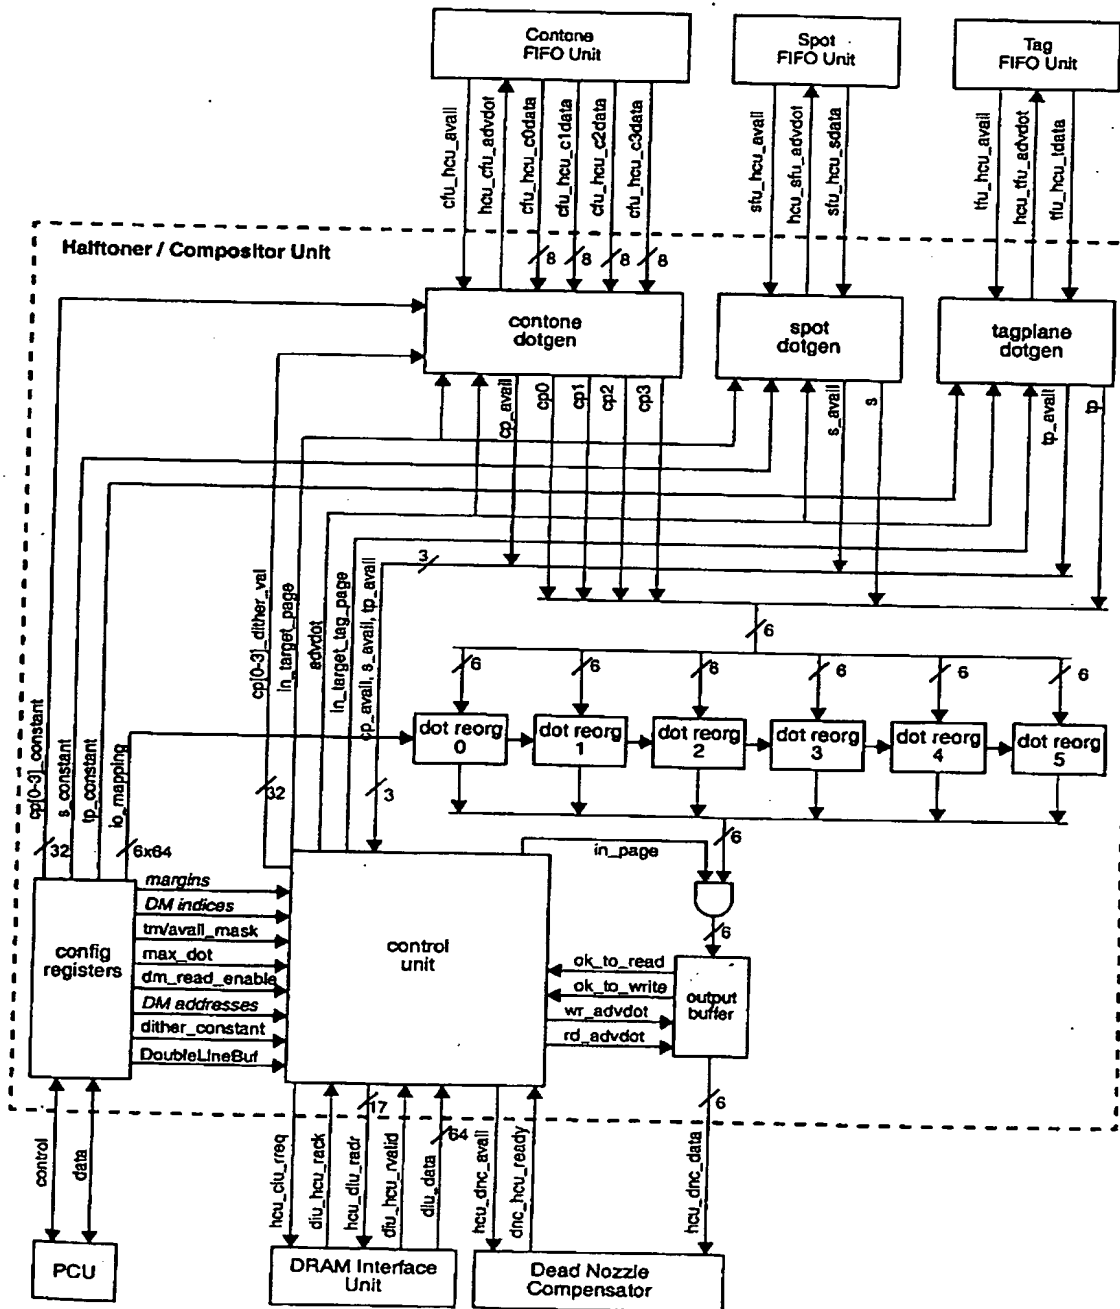 Contone
FIFO Unit
Spot
FIFO Unit
Tag
FIFO Unit
cfu_hcu_avail
hcu_cfu_advdot
cfu_hcu_c0data
cfu_hcu_c1data
cfu_hcu_c2data
cfu_hcu_c3data
sfu_hcu_avail
hcu_sfu_advdot
sfu_hcu_sdata
tfu_hcu_avail
hcu_tfu_advdot
tfu_hcu_tdata
Halftoner / Compositor Unit
8
8
8
8
contone
dotgen
spot
dotgen
tagplane
dotgen
cp_avail
cp0
cp1
cp2
cp3
s_avail
s
tp_avail
tp
3
cp[0-3]_dither_val
in_target_page
advdot
in_target_tag_page
cp_avail, s_avail, tp_avail
6
6
6
6
6
6
6
cp[0-3]_constant
s_constant
tp_constant
io_mapping
dot reorg
0
dot reorg
1
dot reorg
2
dot reorg
3
dot reorg
4
dot reorg
5
32
3
32
6x64
in_page
6
config
registers
margins
DM indices
tm/avail_mask
max_dot
dm_read_enable
DM addresses
dither_constant
DoubleLineBuf
control
unit
6
ok_to_read
ok_to_write
wr_advdot
rd_advdot
output
buffer
17
64
6
control
data
hcu_diu_rreq
diu_hcu_rack
hcu_diu_radr
diu_hcu_rvalid
diu_data
hcu_dnc_avail
dnc_hcu_ready
hcu_dnc_data
PCU
DRAM Interface
Unit
Dead Nozzle
Compensator